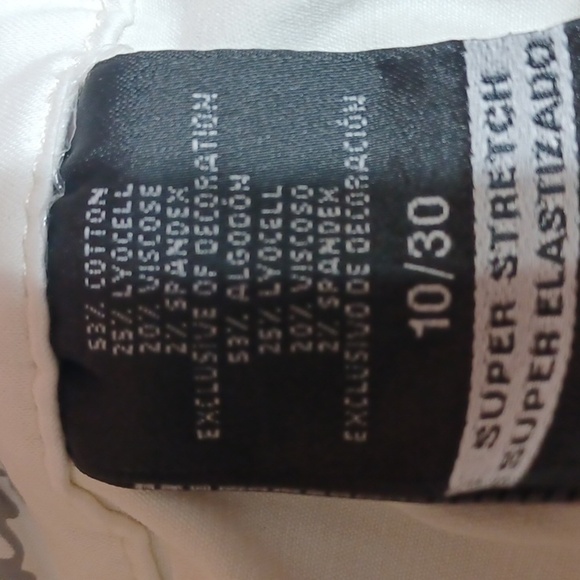 53% COTTON
25% LYOCELL
20% VISCOSE
2% SPANDEX
EXCLUSIVE OF DECORATION
53% ALGODÓN
25% LYOCELL
20% VISCOSO
2% SPANDEX
EXCLUSIVO DE DECORACIÓN
10/30
SUPER STRETCH
SUPER ELASTIZADO